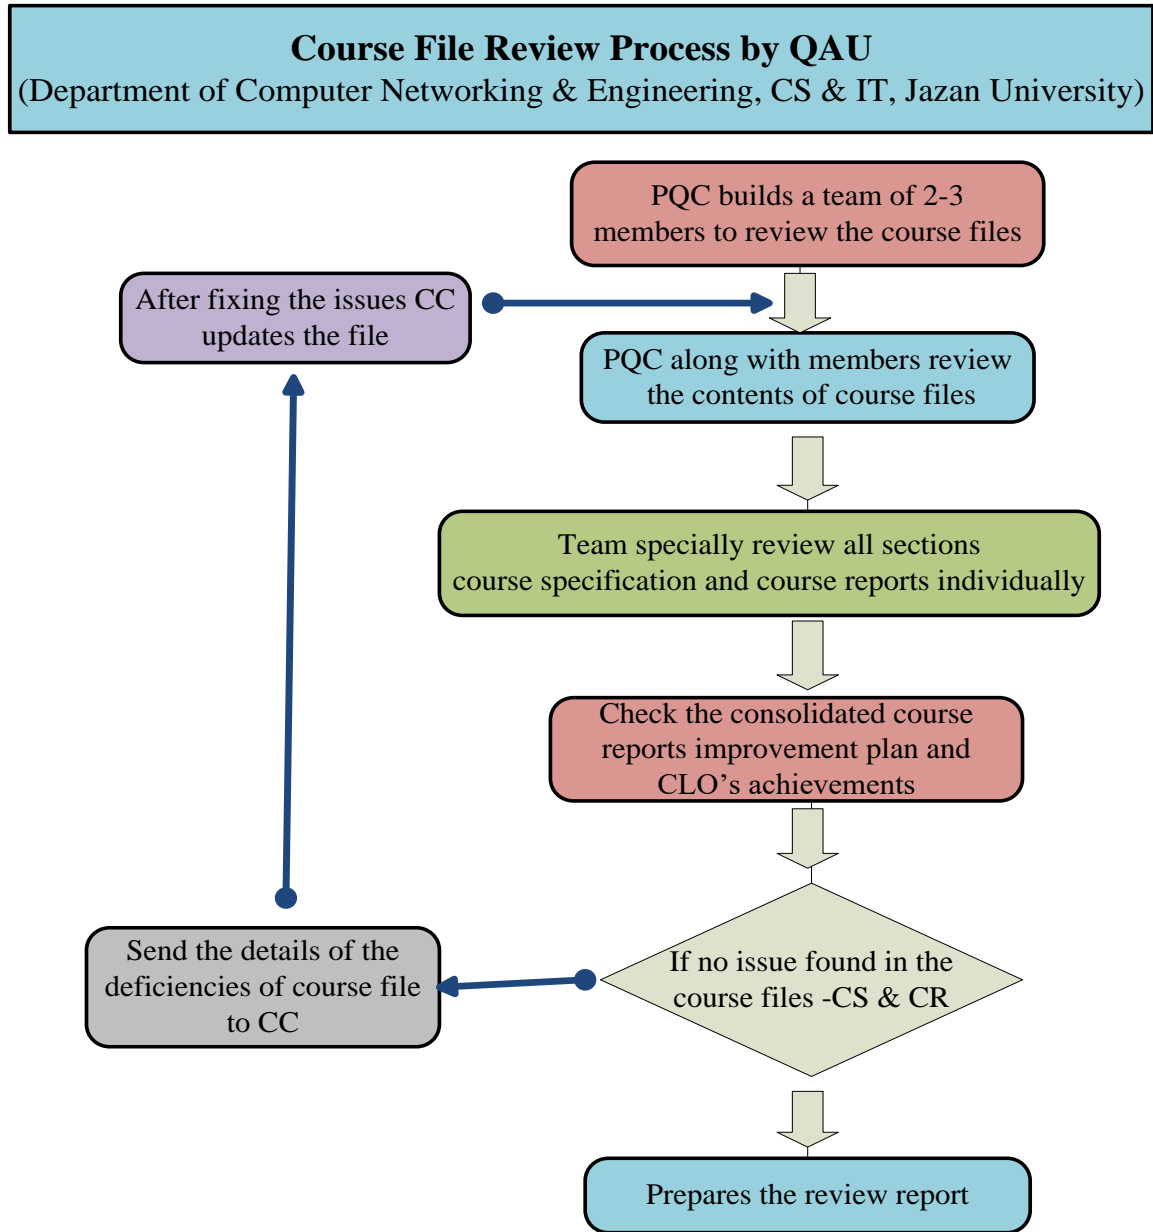 Course File Review Process by QAU
(Department of Computer Networking & Engineering, CS & IT, Jazan University)
PQC builds a team of 2-3
members to review the course files
After fixing the issues CC
updates the file
PQC along with members review
the contents of course files
Team specially review all sections
course specification and course reports individually
Check the consolidated course
reports improvement plan and
CLO’s achievements
If no issue found in the
course files -CS & CR
Send the details of the
deficiencies of course file
to CC
Prepares the review report